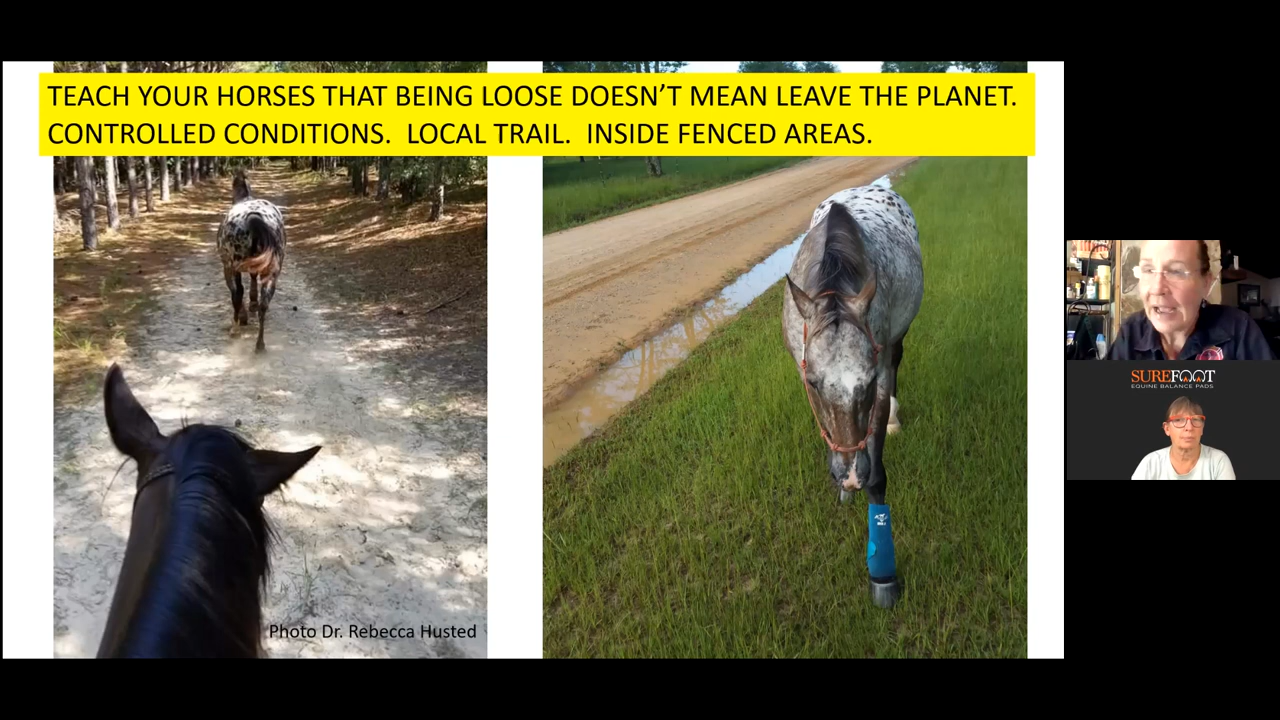 TEACH YOUR HORSES THAT BEING LOOSE DOESN'T MEAN LEAVE THE PLANET.
CONTROLLED CONDITIONS.  LOCAL TRAIL.  INSIDE FENCED AREAS.
Photo Dr. Rebecca Husted
SUREFOOT
EQUINE BALANCE PADS